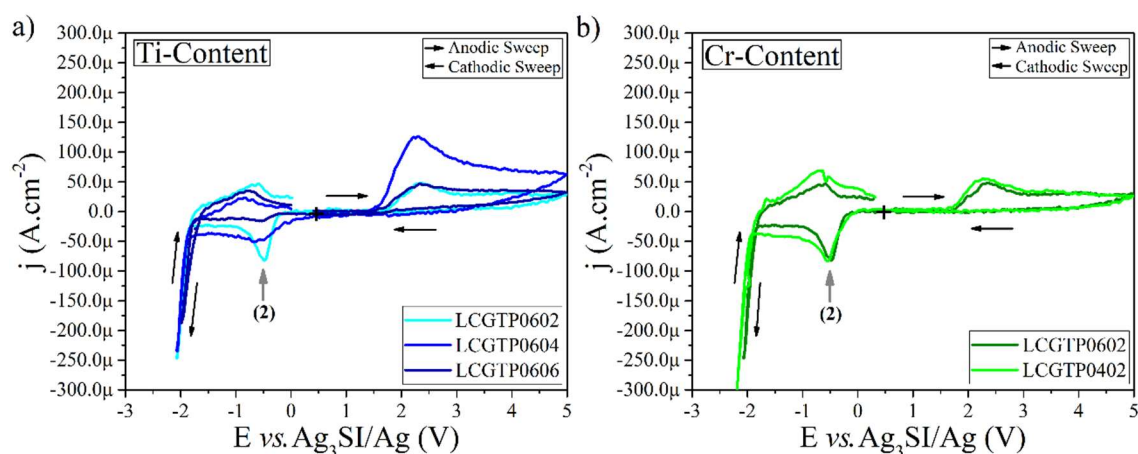 a)
300.0μ
250.0μ
200.0μ
150.0μ
100.0μ
50.0μ
0.0
-50.0μ
-100.0μ
-150.0μ
-200.0μ
-250.0μ
-300.0μ
j (A.cm-2)
Ti-Content
Anodic Sweep
Cathodic Sweep
(2)
LCGTP0602
LCGTP0604
LCGTP0606
-3 -2 -1 0 1 2 3 4 5
E vs. Ag3SI/Ag (V)
b)
300.0μ
250.0μ
200.0μ
150.0μ
100.0μ
50.0μ
0.0
-50.0μ
-100.0μ
-150.0μ
-200.0μ
-250.0μ
-300.0μ
j (A.cm-2)
Cr-Content
Anodic Sweep
Cathodic Sweep
(2)
LCGTP0602
LCGTP0402
-3 -2 -1 0 1 2 3 4 5
E vs. Ag3SI/Ag (V)